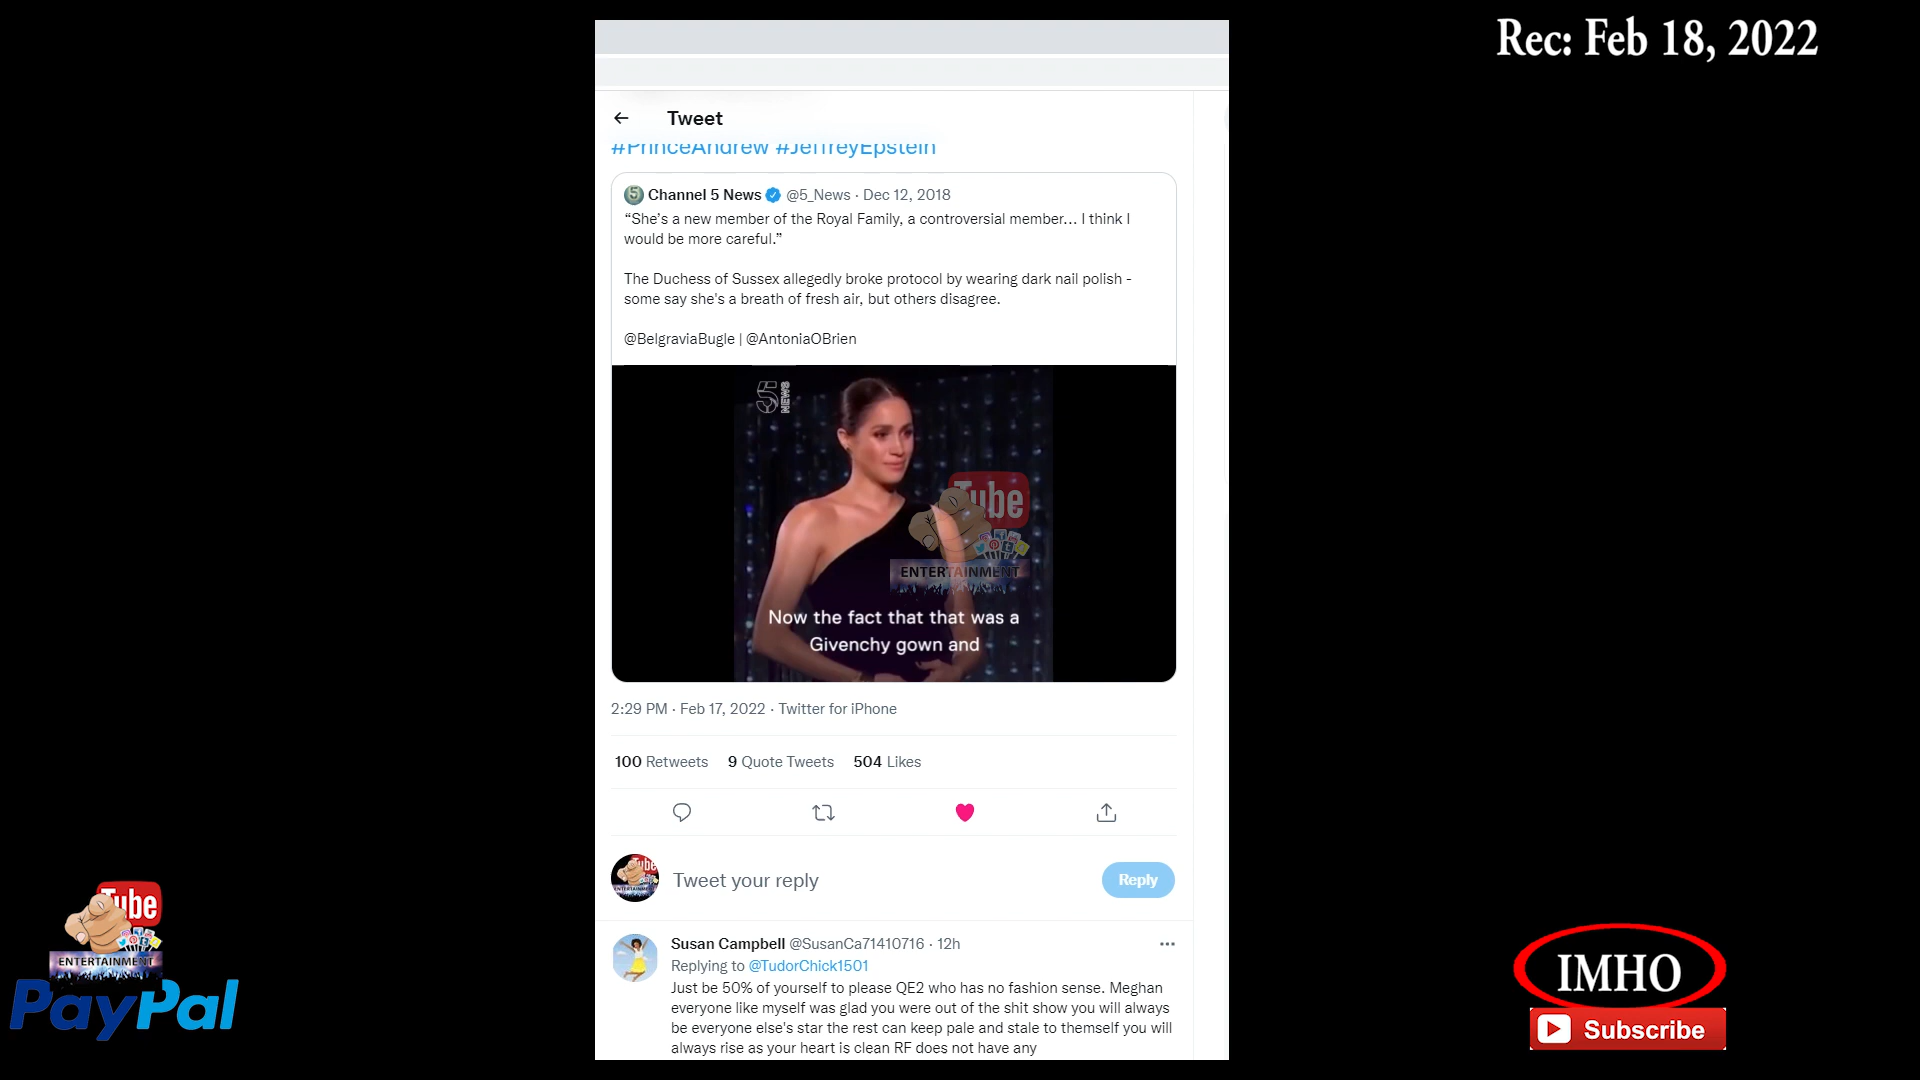 Rec: Feb 18, 2022
Tweet
#PrinceAndrew #JeffreyEpstein
5 Channel 5 News @5_News · Dec 12, 2018
“She’s a new member of the Royal Family, a controversial member... I think I
would be more careful.”
The Duchess of Sussex allegedly broke protocol by wearing dark nail polish -
some say she's a breath of fresh air, but others disagree.
@BelgraviaBugle | @AntoniaOBrien
5 NEWS
Tube
ENTERTAINMENT
Now the fact that that was a
Givenchy gown and
2:29 PM · Feb 17, 2022 · Twitter for iPhone
100 Retweets 9 Quote Tweets 504 Likes
Tube
ENTERTAINMENT
Tweet your reply
Reply
Susan Campbell @SusanCa71410716 · 12h
Replying to @TudorChick1501
Just be 50% of yourself to please QE2 who has no fashion sense. Meghan
everyone like myself was glad you were out of the shit show you will always
be everyone else's star the rest can keep pale and stale to themself you will
always rise as your heart is clean RF does not have any
Tube
ENTERTAINMENT
PayPal
IMHO
Subscribe